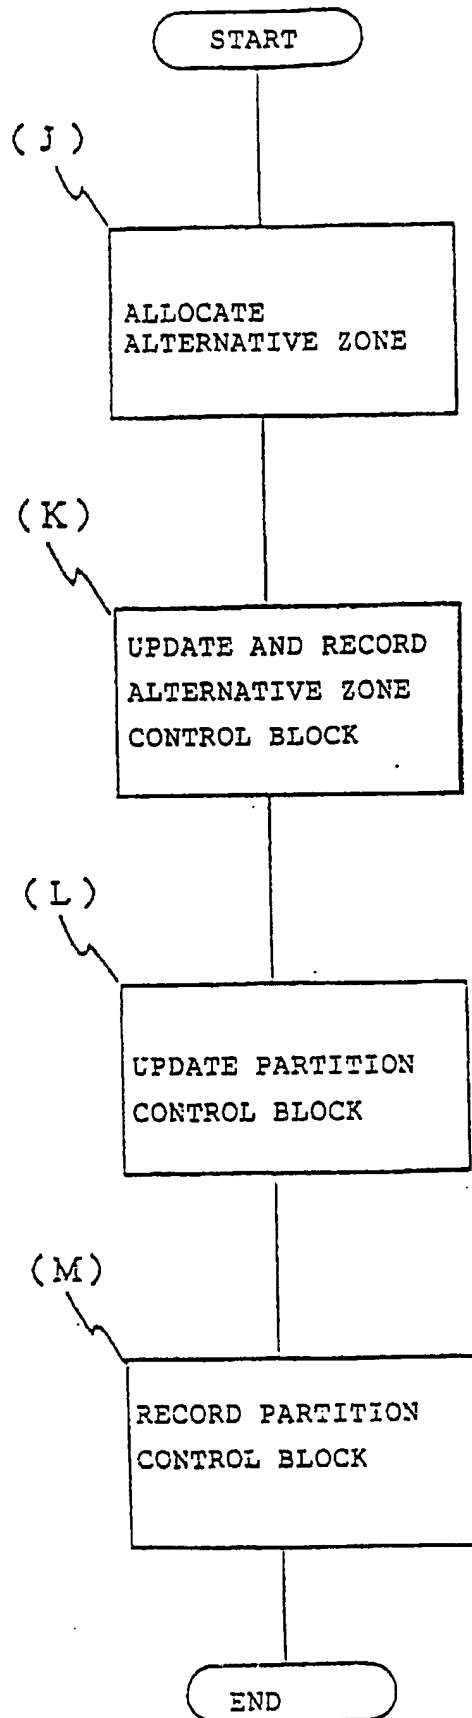 START
(J)
ALLOCATE
ALTERNATIVE ZONE
(K)
UPDATE AND RECORD
ALTERNATIVE ZONE
CONTROL BLOCK
(L)
UPDATE PARTITION
CONTROL BLOCK
(M)
RECORD PARTITION
CONTROL BLOCK
END